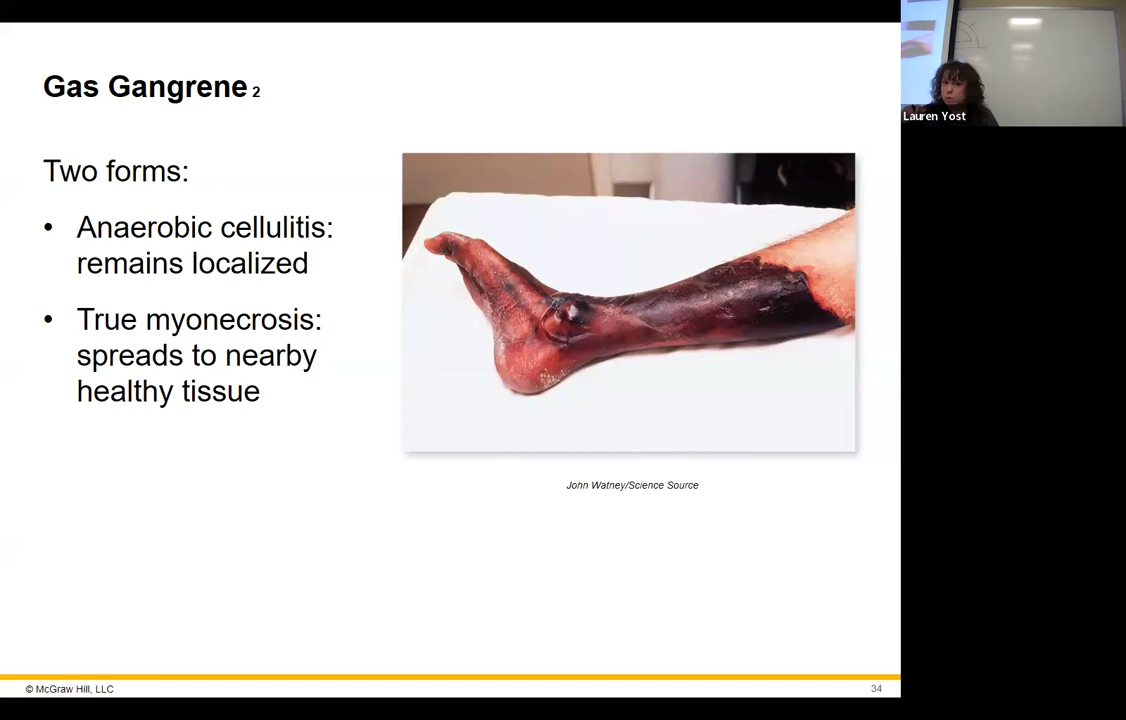 Gas Gangrene 2
Two forms:
• Anaerobic cellulitis:
remains localized
• True myonecrosis:
spreads to nearby
healthy tissue
John Watney/Science Source
© McGraw Hill, LLC
34
Lauren Yost